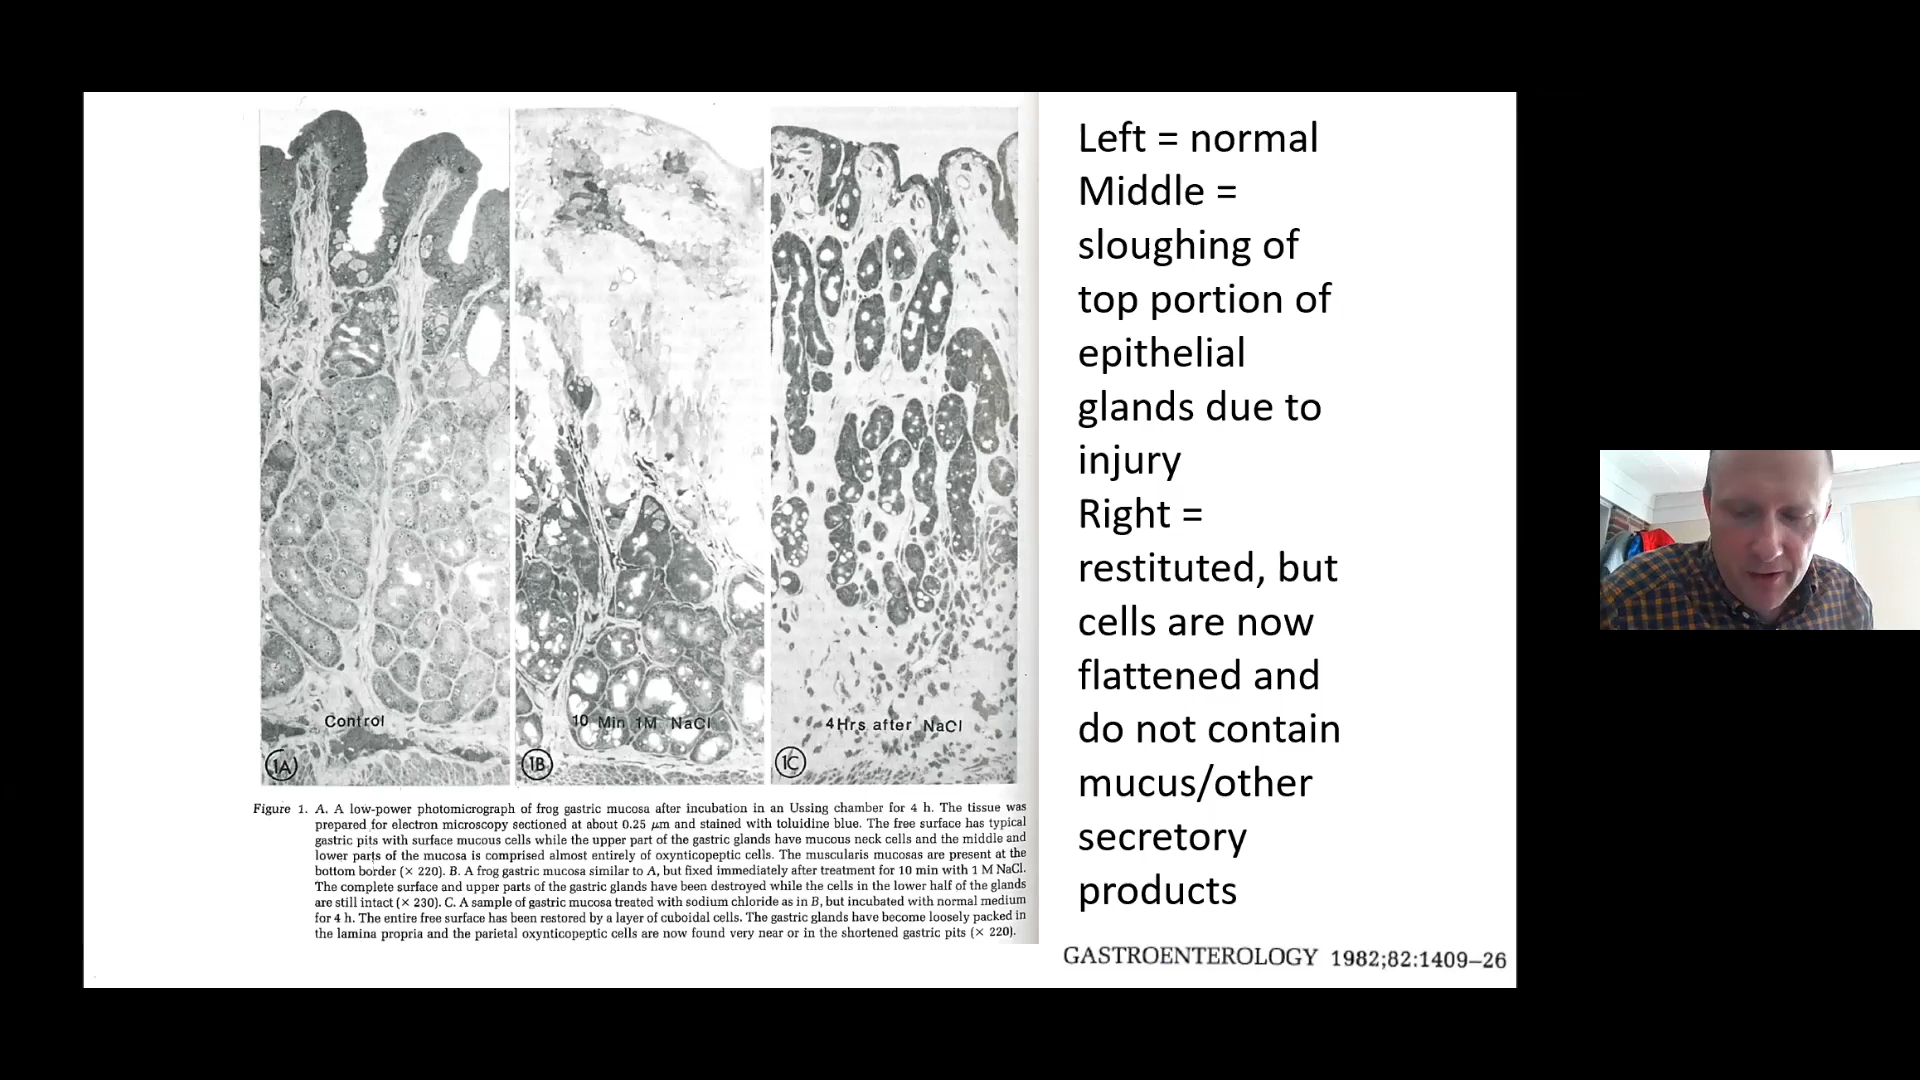 Control
1A
10 Min 1M NaCl
1B
4Hrs after NaCl
1C
Figure 1. A. A low-power photomicrograph of frog gastric mucosa after incubation in an Ussing chamber for 4 h. The tissue was
prepared for electron microscopy sectioned at about 0.25 μm and stained with toluidine blue. The free surface has typical
gastric pits with surface mucous cells while the upper part of the gastric glands have mucous neck cells and the middle and
lower parts of the mucosa is comprised almost entirely of oxynticopeptic cells. The muscularis mucosas are present at the
bottom border (× 220). B. A frog gastric mucosa similar to A, but fixed immediately after treatment for 10 min with 1 M NaCl.
The complete surface and upper parts of the gastric glands have been destroyed while the cells in the lower half of the glands
are still intact (× 230). C. A sample of gastric mucosa treated with sodium chloride as in B, but incubated with normal medium
for 4 h. The entire free surface has been restored by a layer of cuboidal cells. The gastric glands have become loosely packed in
the lamina propria and the parietal oxynticopeptic cells are now found very near or in the shortened gastric pits (× 220).
Left = normal
Middle =
sloughing of
top portion of
epithelial
glands due to
injury
Right =
restituted, but
cells are now
flattened and
do not contain
mucus/other
secretory
products
GASTROENTEROLOGY 1982;82:1409–26